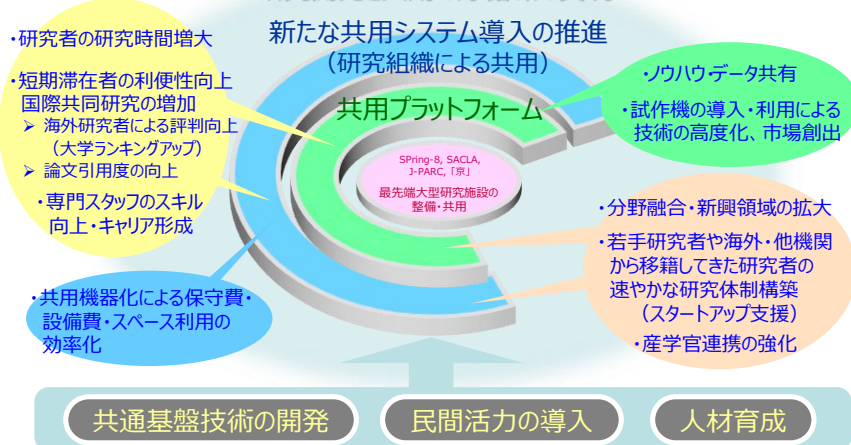 新たな共用システム導入の推進
（研究組織による共用）
共用プラットフォーム
SPring-8, SACLA,
J-PARC, ｢京｣
最先端大型研究施設の
整備・共用
・研究者の研究時間増大
・短期滞在者の利便性向上
国際共同研究の増加
➢ 海外研究者による評判向上
（大学ランキングアップ）
➢ 論文引用度の向上
・専門スタッフのスキル
向上・キャリア形成
・共用機器化による保守費・
設備費・スペース利用の
効率化
・ノウハウ・データ共有
・試作機の導入・利用による
技術の高度化、市場創出
・分野融合・新興領域の拡大
・若手研究者や海外・他機関
から移籍してきた研究者の
速やかな研究体制構築
（スタートアップ支援）
・産学官連携の強化
共通基盤技術の開発
民間活力の導入
人材育成